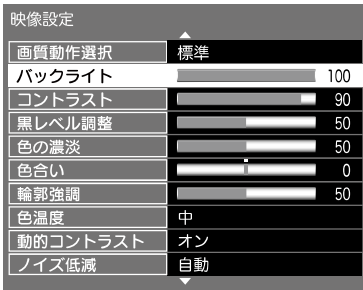 映像設定
画質動作選択 標準
バックライト 100
コントラスト 90
黒レベル調整 50
色の濃淡 50
色合い 0
輪郭強調 50
色温度 中
動的コントラスト オン
ノイズ低減 自動